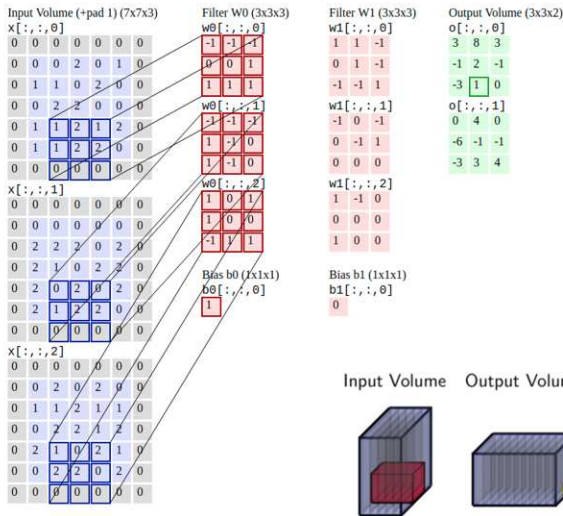 Input Volume (+pad 1) (7x7x3)
x[:,:,0]
0 0 0 0 0 0 0
0 0 0 2 0 1 0
0 1 1 0 2 0 0
0 0 2 2 0 0 0
0 1 1 2 1 2 0
0 1 1 2 2 0 0
0 0 0 0 0 0 0
x[:,:,1]
0 0 0 0 0 0 0
0 0 0 0 0 0 0
0 2 2 2 0 2 0
0 2 1 0 2 2 0
0 2 0 2 0 2 0
0 2 1 2 2 0 0
0 0 0 0 0 0 0
x[:,:,2]
0 0 0 0 0 0 0
0 0 2 0 2 0 0
0 1 1 2 1 1 0
0 0 2 2 1 2 0
0 2 1 0 2 1 0
0 0 2 2 0 2 0
0 0 0 0 0 0 0
Filter W0 (3x3x3)
w0[:,:,0]
-1 -1 -1
0 0 1
1 1 1
w0[:,:,1]
-1 -1 -1
1 -1 0
1 -1 0
w0[:,:,2]
1 0 1
1 0 0
-1 1 1
Bias b0 (1x1x1)
b0[:,:,0]
1
Filter W1 (3x3x3)
w1[:,:,0]
1 1 -1
1 0 -1
-1 -1 1
w1[:,:,1]
-1 0 -1
0 -1 1
0 0 0
w1[:,:,2]
1 -1 0
0 0 0
1 0 0
Bias b1 (1x1x1)
b1[:,:,0]
0
Output Volume (3x3x2)
o[:,:,0]
3 8 3
-1 2 -1
-3 1 0
o[:,:,1]
0 4 0
-6 -1 -1
-3 3 4
Input Volume
Output Volu